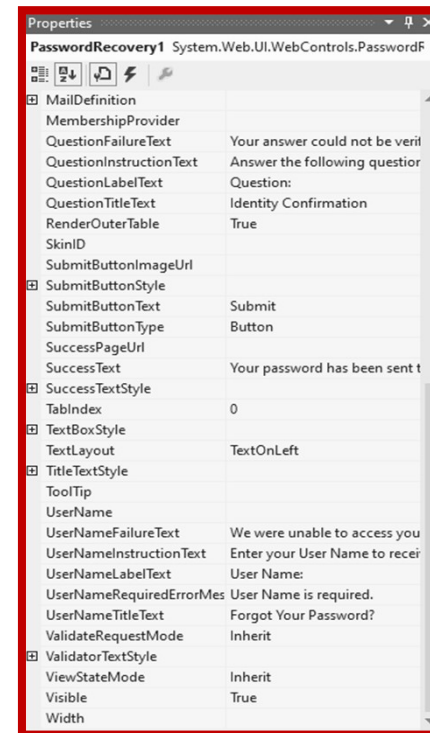 Properties
PasswordRecovery1 System.Web.UI.WebControls.PasswordR
MailDefinition
MembershipProvider
QuestionFailureText Your answer could not be verif
QuestionInstructionText Answer the following question
QuestionLabelText Question:
QuestionTitleText Identity Confirmation
RenderOuterTable True
SkinID
SubmitButtonImageUrl
SubmitButtonStyle
SubmitButtonText Submit
SubmitButtonType Button
SuccessPageUrl
SuccessText Your password has been sent t
SuccessTextStyle
TabIndex 0
TextBoxStyle
TextLayout TextOnLeft
TitleTextStyle
ToolTip
UserName
UserNameFailureText We were unable to access you
UserNameInstructionText Enter your User Name to recei
UserNameLabelText User Name:
UserNameRequiredErrorMes User Name is required.
UserNameTitleText Forgot Your Password?
ValidateRequestMode Inherit
ValidatorTextStyle
ViewStateMode Inherit
Visible True
Width